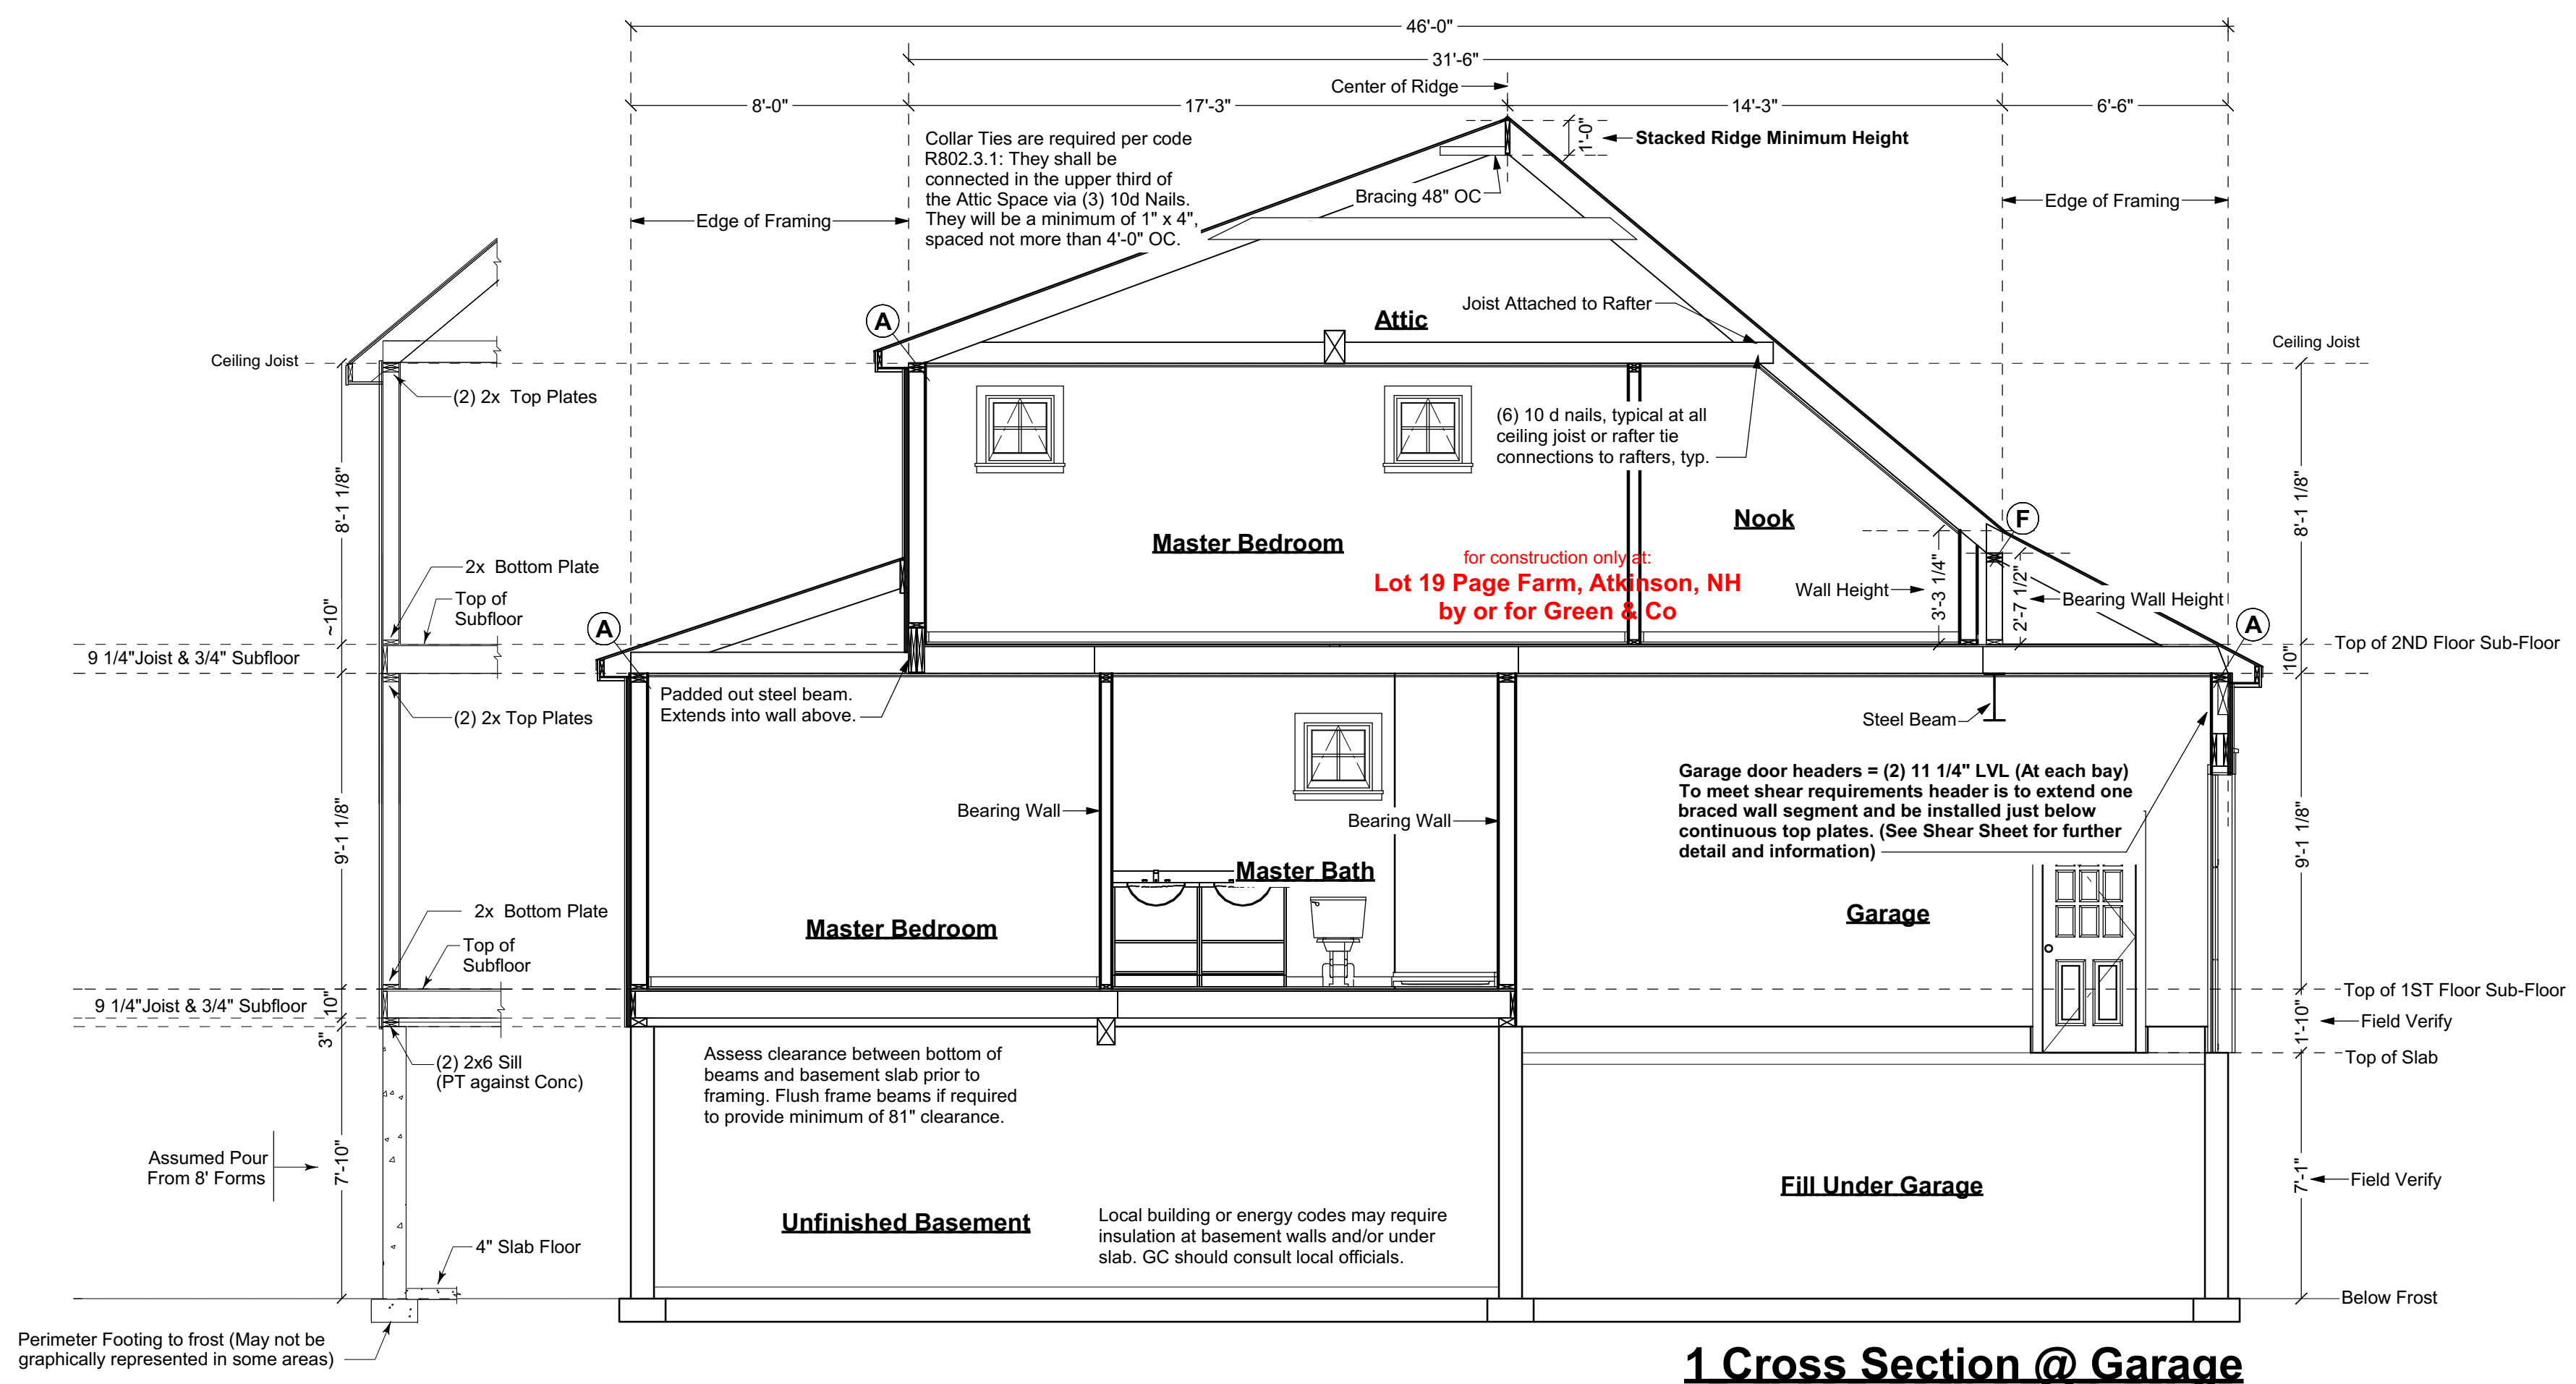 46'-0"
31'-6"
Center of Ridge
8'-0"
17'-3"
14'-3"
6'-6"
Collar Ties are required per code
R802.3.1: They shall be
connected in the upper third of
the Attic Space via (3) 10d Nails.
They will be a minimum of 1" x 4",
spaced not more than 4'-0" OC.
1'-0"
Stacked Ridge Minimum Height
Bracing 48" OC
Edge of Framing
Edge of Framing
Joist Attached to Rafter
Attic
A
Ceiling Joist
Ceiling Joist
(2) 2x  Top Plates
(6) 10 d nails, typical at all
ceiling joist or rafter tie
connections to rafters, typ.
8'-1 1/8"
8'-1 1/8"
Nook
F
Master Bedroom
for construction only at:
Lot 19 Page Farm, Atkinson, NH
by or for Green & Co
2x  Bottom Plate
Top of
Subfloor
~10"
Wall Height
3'-3 1/4"
2'-7 1/2"
Bearing Wall Height
A
A
9 1/4"Joist & 3/4" Subfloor
Top of 2ND Floor Sub-Floor
10"
Padded out steel beam.
Extends into wall above.
(2) 2x Top Plates
Steel Beam
Garage door headers = (2) 11 1/4" LVL (At each bay)
To meet shear requirements header is to extend one
braced wall segment and be installed just below
continuous top plates. (See Shear Sheet for further
detail and information)
Bearing Wall
Bearing Wall
9'-1 1/8"
9'-1 1/8"
Master Bath
2x  Bottom Plate
Master Bedroom
Garage
Top of
Subfloor
9 1/4"Joist & 3/4" Subfloor
10"
Top of 1ST Floor Sub-Floor
1'-10"
Field Verify
3"
(2) 2x6 Sill
(PT against Conc)
Top of Slab
Assess clearance between bottom of
beams and basement slab prior to
framing. Flush frame beams if required
to provide minimum of 81" clearance.
Assumed Pour
From 8' Forms
7'-10"
7'-1"
Field Verify
Fill Under Garage
Unfinished Basement
Local building or energy codes may require
insulation at basement walls and/or under
slab. GC should consult local officials.
4" Slab Floor
Below Frost
Perimeter Footing to frost (May not be
graphically represented in some areas)
1 Cross Section @ Garage